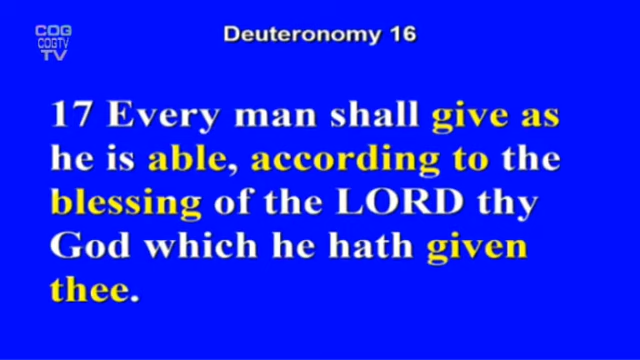 COG
COGTV
TV
Deuteronomy 16
17 Every man shall give as
he is able, according to the
blessing of the LORD thy
God which he hath given
thee.